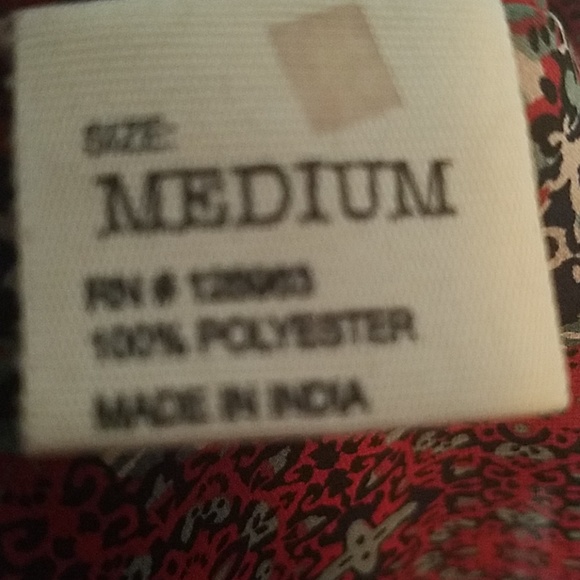 SIZE:
MEDIUM
RN #
100% POLYESTER
MADE IN INDIA